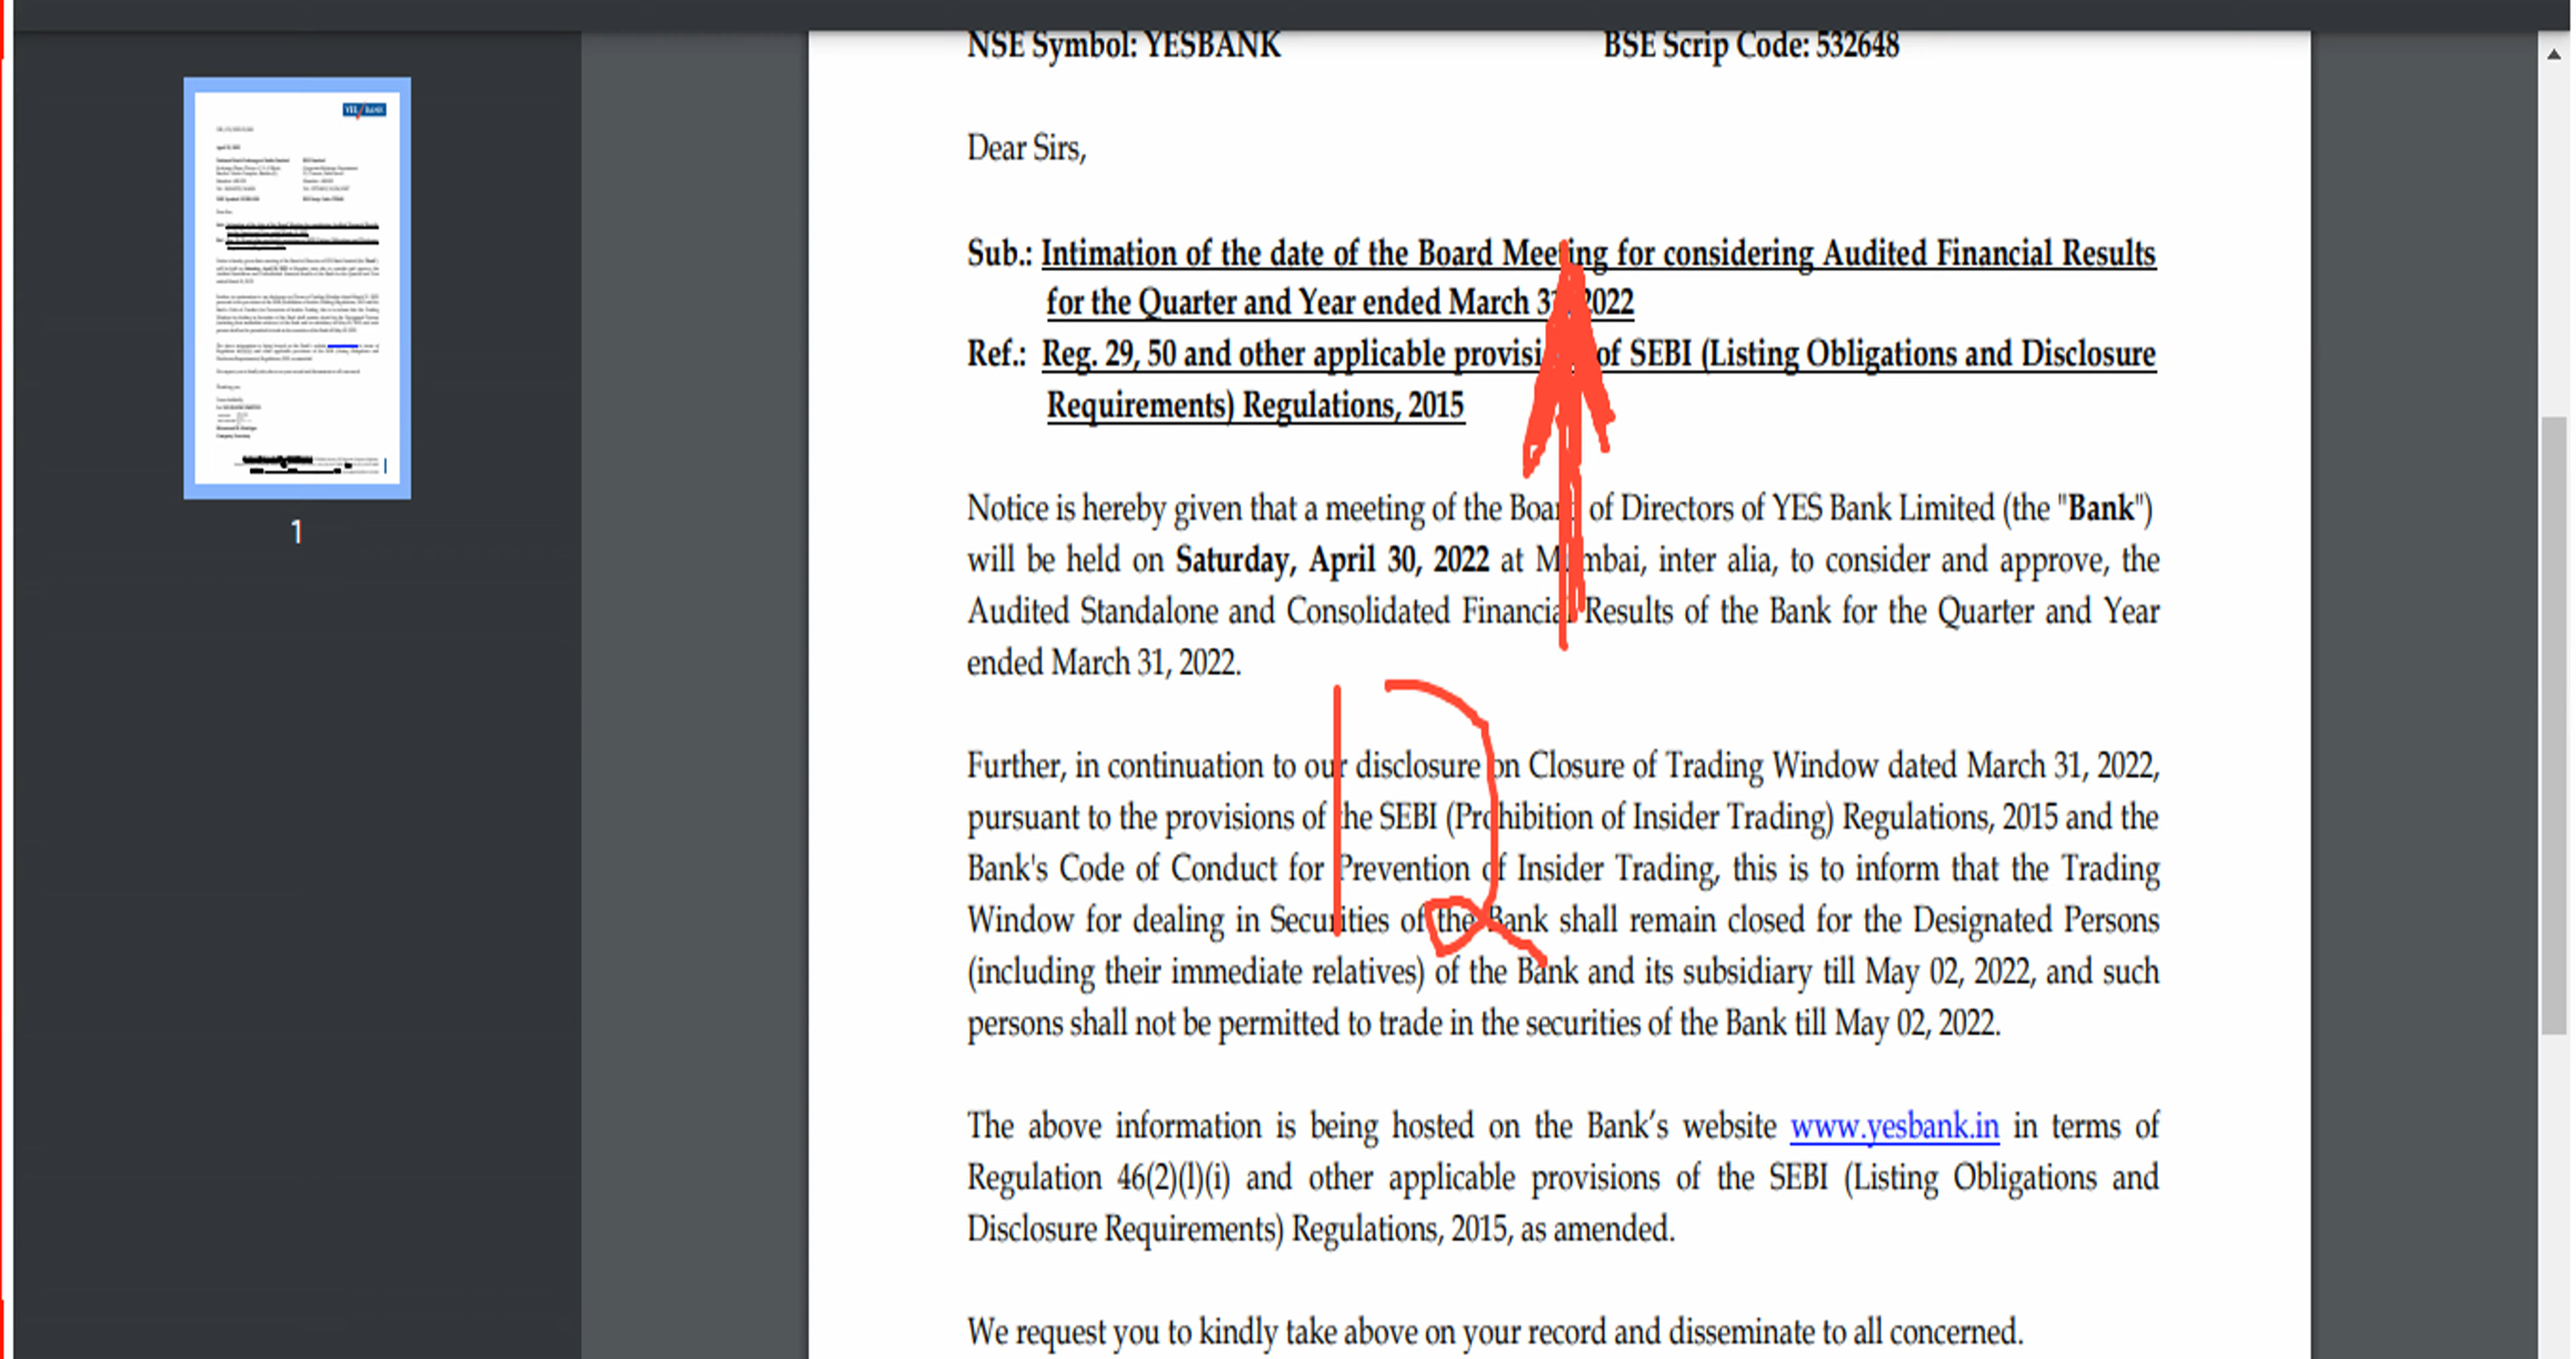 NSE Symbol: YESBANK BSE Scrip Code: 532648
Dear Sirs,
Sub.: Intimation of the date of the Board Meeting for considering Audited Financial Results
for the Quarter and Year ended March 31, 2022
Ref.: Reg. 29, 50 and other applicable provisions of SEBI (Listing Obligations and Disclosure
Requirements) Regulations, 2015
Notice is hereby given that a meeting of the Board of Directors of YES Bank Limited (the "Bank")
will be held on Saturday, April 30, 2022 at Mumbai, inter alia, to consider and approve, the
Audited Standalone and Consolidated Financial Results of the Bank for the Quarter and Year
ended March 31, 2022.
Further, in continuation to our disclosure on Closure of Trading Window dated March 31, 2022,
pursuant to the provisions of the SEBI (Prohibition of Insider Trading) Regulations, 2015 and the
Bank's Code of Conduct for Prevention of Insider Trading, this is to inform that the Trading
Window for dealing in Securities of the Bank shall remain closed for the Designated Persons
(including their immediate relatives) of the Bank and its subsidiary till May 02, 2022, and such
persons shall not be permitted to trade in the securities of the Bank till May 02, 2022.
The above information is being hosted on the Bank's website www.yesbank.in in terms of
Regulation 46(2)(l)(i) and other applicable provisions of the SEBI (Listing Obligations and
Disclosure Requirements) Regulations, 2015, as amended.
We request you to kindly take above on your record and disseminate to all concerned.
YES BANK
1